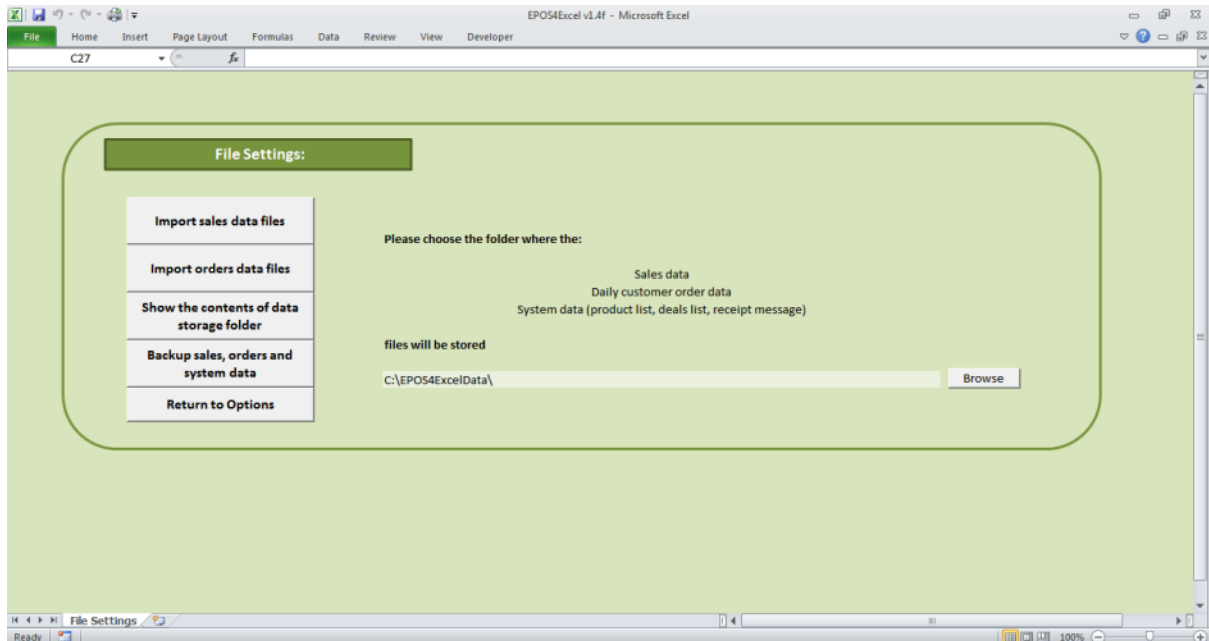 EPOS4Excel v1.4f - Microsoft Excel
File Home Insert Page Layout Formulas Data Review View Developer
C27 fx
File Settings:
Import sales data files
Import orders data files
Show the contents of data
storage folder
Backup sales, orders and
system data
Return to Options
Please choose the folder where the:
Sales data
Daily customer order data
System data (product list, deals list, receipt message)
files will be stored
C:\EPOS4ExcelData\
Browse
File Settings
Ready 100%